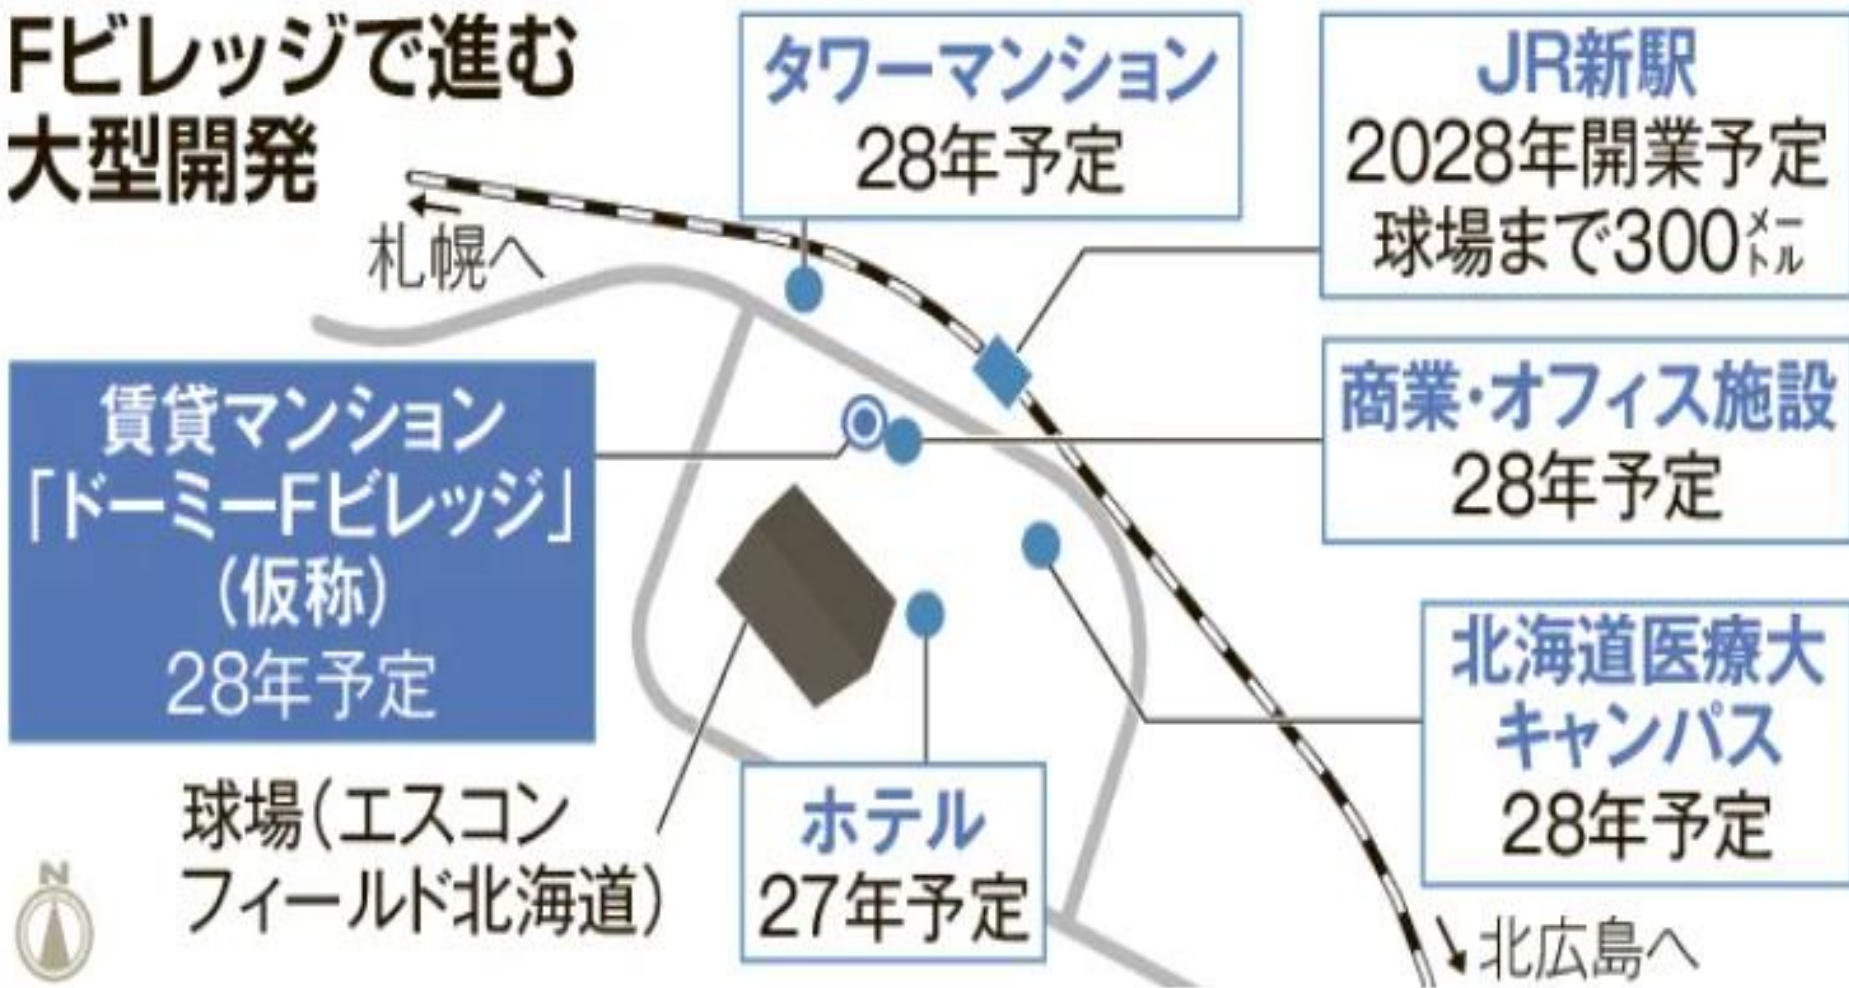 Fビレッジで進む
大型開発
タワーマンション
28年予定
JR新駅
2028年開業予定
球場まで300メートル
札幌へ
賃貸マンション
「ドーミーFビレッジ」
(仮称)
28年予定
商業・オフィス施設
28年予定
北海道医療大
キャンパス
28年予定
球場(エスコン
フィールド北海道)
ホテル
27年予定
北広島へ
N